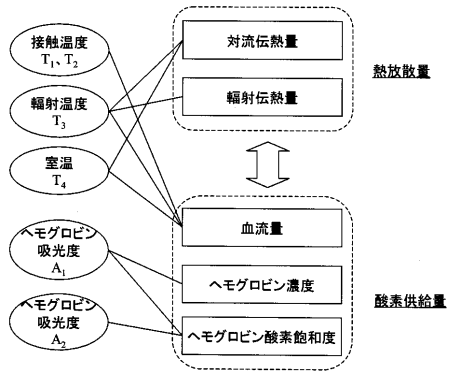 接触温度
T₁、T₂
輻射温度
T₃
室温
T₄
ヘモグロビン
吸光度
A₁
ヘモグロビン
吸光度
A₂
対流伝熱量
輻射伝熱量
熱放散量
血流量
ヘモグロビン濃度
ヘモグロビン酸素飽和度
酸素供給量